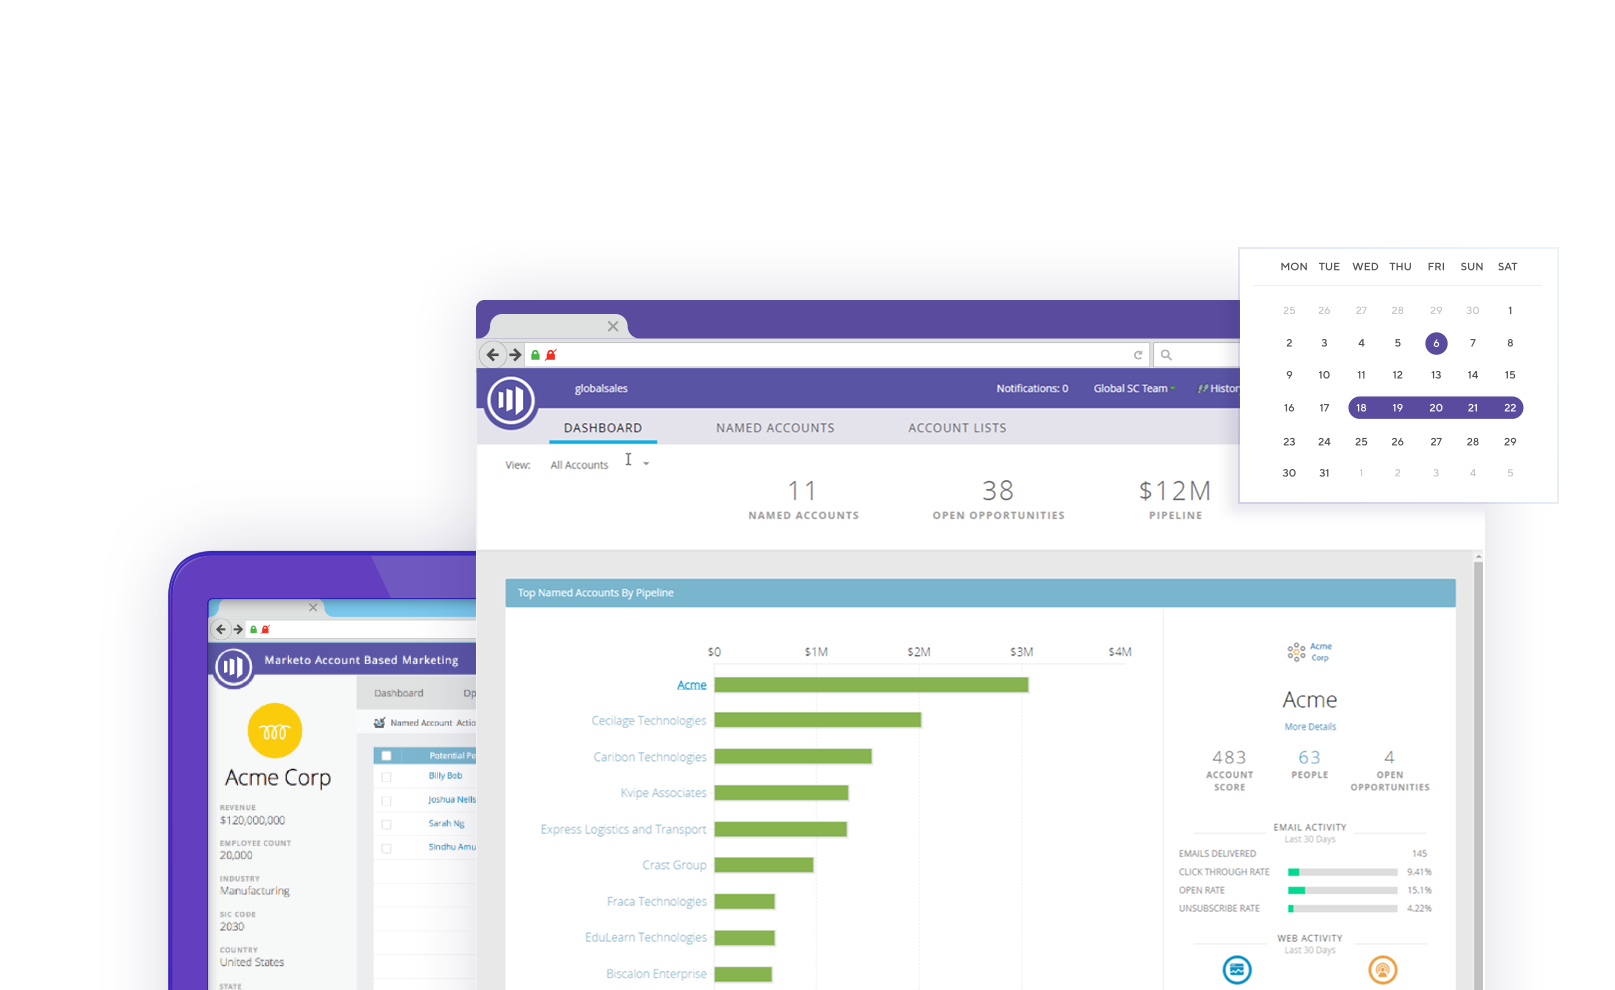 MON TUE WED THU FRI SUN SAT
25 26 27 28 29 30 1
2 3 4 5 6 7 8
9 10 11 12 13 14 15
16 17 18 19 20 21 22
23 24 25 26 27 28 29
30 31 1 2 3 4 5
globalsales
Notifications: 0 Global SC Team Histor
DASHBOARD NAMED ACCOUNTS ACCOUNT LISTS
View: All Accounts
11 38 $12M
NAMED ACCOUNTS OPEN OPPORTUNITIES PIPELINE
Top Named Accounts By Pipeline
$0 $1M $2M $3M $4M
Acme
Cecilage Technologies
Caribon Technologies
Kvipe Associates
Express Logistics and Transport
Crast Group
Fraca Technologies
EduLearn Technologies
Biscalon Enterprise
Acme
Corp
Acme
More Details
483 63 4
ACCOUNT SCORE PEOPLE OPEN OPPORTUNITIES
EMAIL ACTIVITY
Last 30 Days
EMAILS DELIVERED 145
CLICK THROUGH RATE 9.41%
OPEN RATE 15.1%
UNSUBSCRIBE RATE 4.22%
WEB ACTIVITY
Last 30 Days
Marketo Account Based Marketing
Dashboard Op
Named Account Actio
Potential Pe
Billy Bob
Joshua Neils
Sarah Ng
Sindhu Amu
Acme Corp
REVENUE
$120,000,000
EMPLOYEE COUNT
20,000
INDUSTRY
Manufacturing
SIC CODE
2030
COUNTRY
United States
STATE